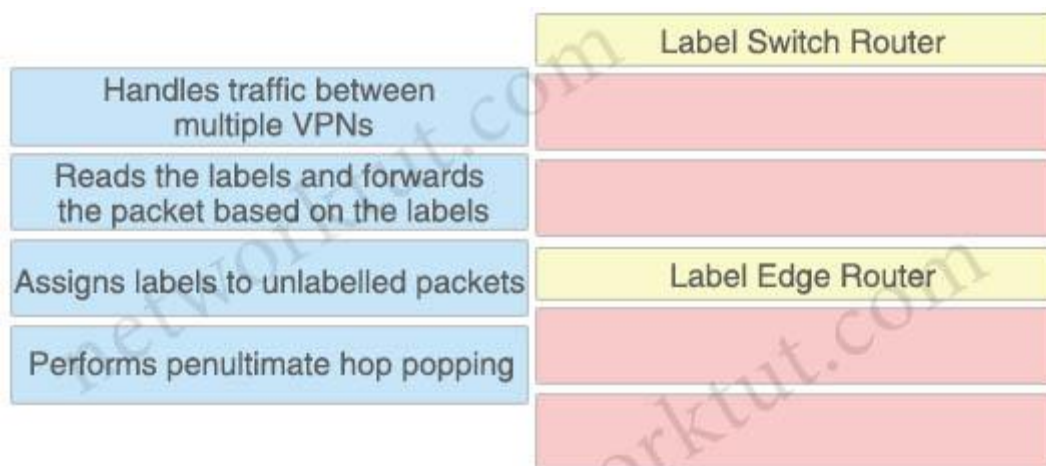 Label Switch Router
Handles traffic between
multiple VPNs
Reads the labels and forwards
the packet based on the labels
Assigns labels to unlabelled packets
Label Edge Router
Performs penultimate hop popping
networktut.com
orktut.com